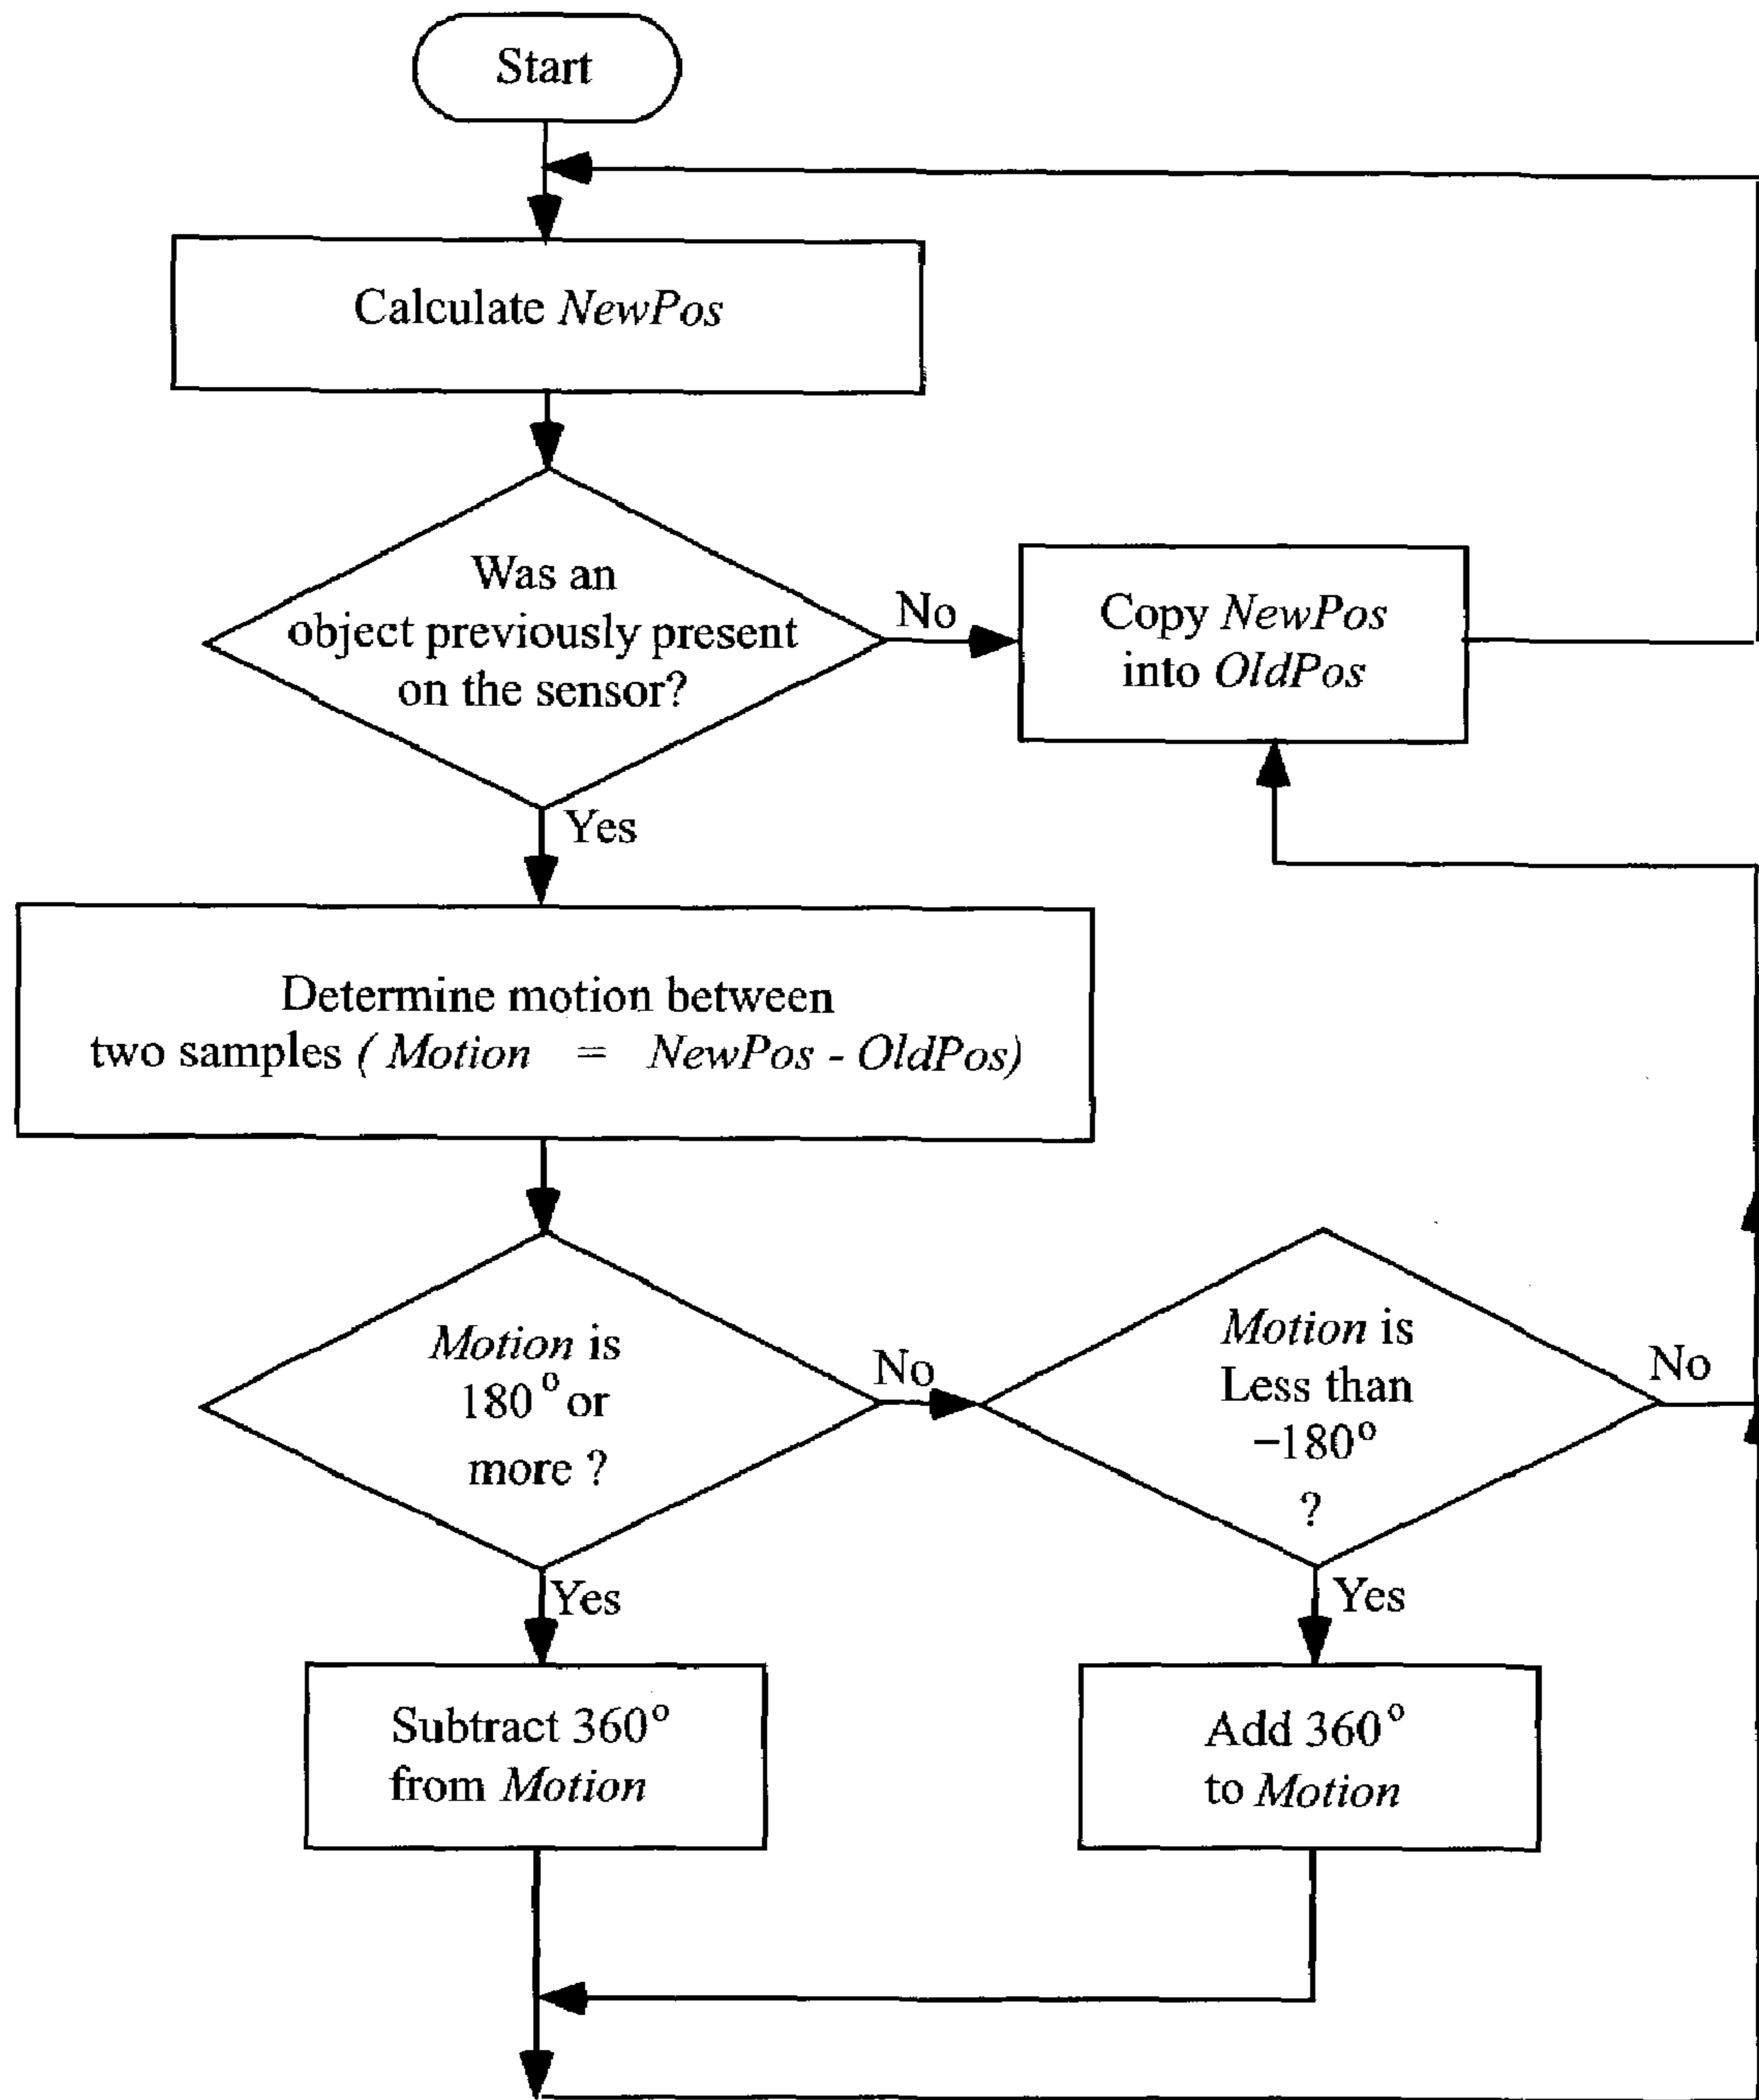 Start
Calculate NewPos
Was an
object previously present
on the sensor?
No
Copy NewPos
into OldPos
Yes
Determine motion between
two samples ( Motion = NewPos - OldPos)
Motion is
180° or
more ?
No
Motion is
Less than
–180°
?
No
Yes
Yes
Subtract 360°
from Motion
Add 360°
to Motion